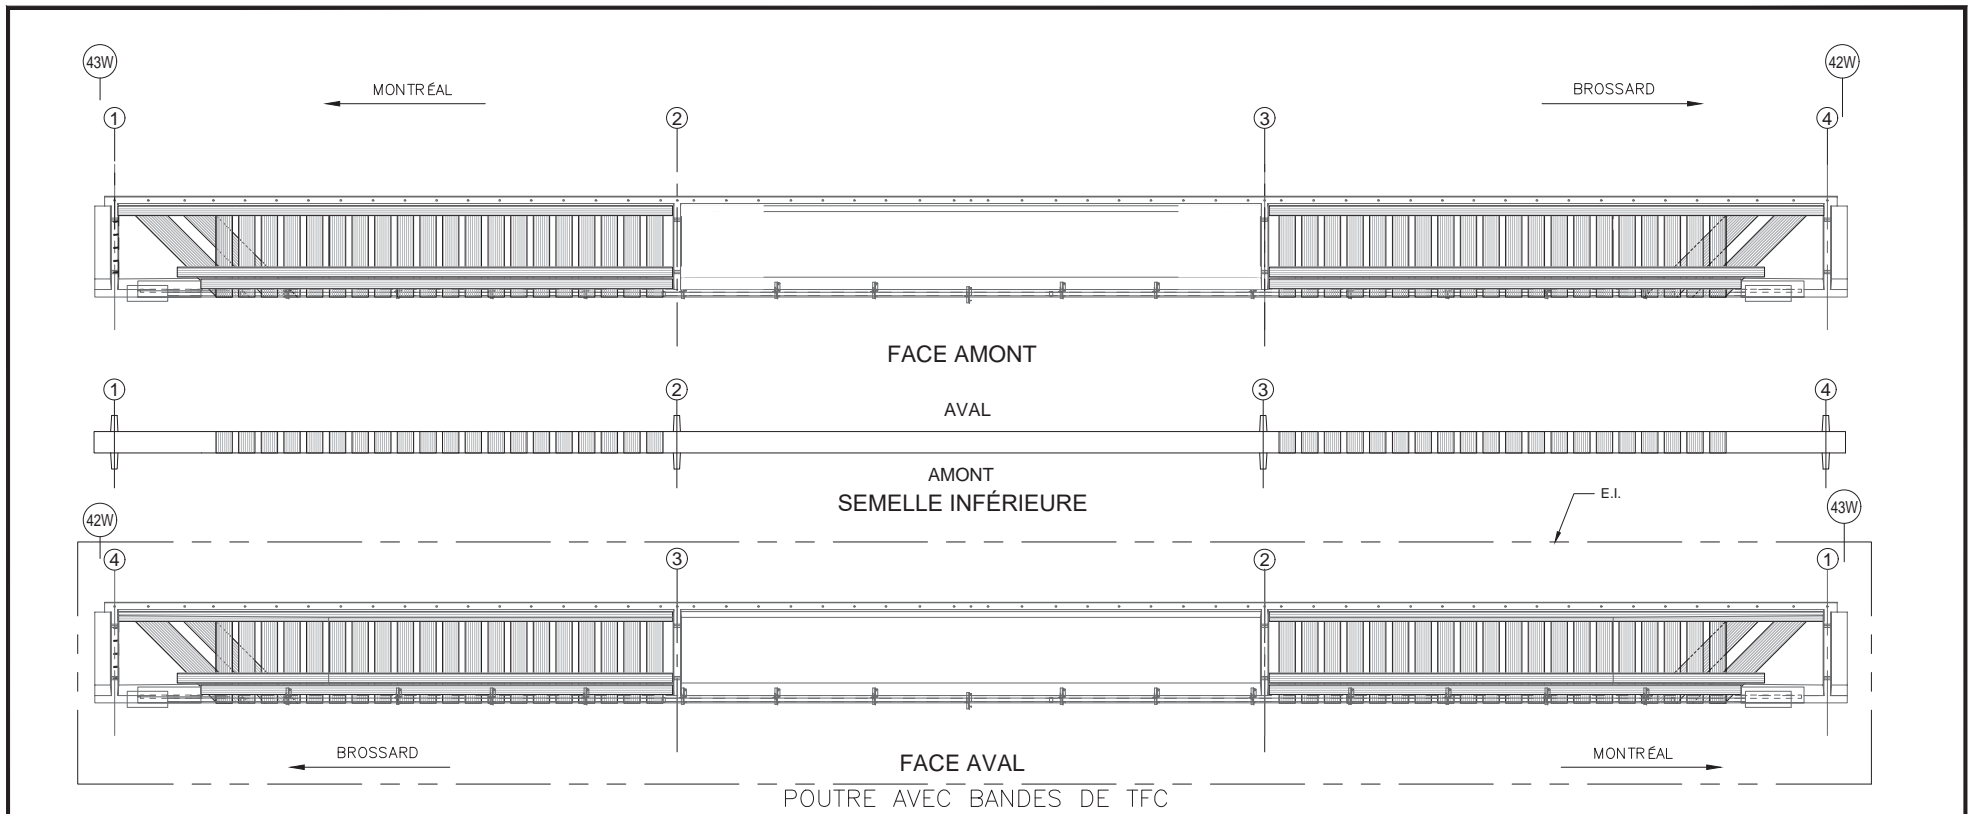 43W 42W
MONTRÉAL BROSSARD
1 2 3 4
FACE AMONT
1 2 3 4
AVAL
AMONT
SEMELLE INFÉRIEURE
E.I.
42W 43W
4 3 2 1
BROSSARD MONTRÉAL
FACE AVAL
POUTRE AVEC BANDES DE TFC